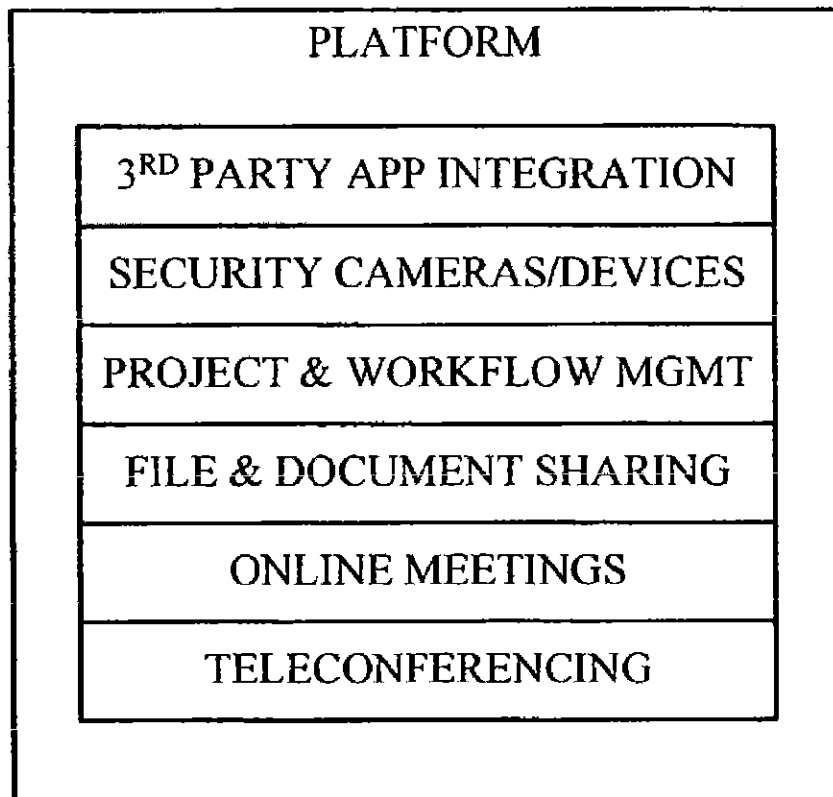 PLATFORM
3RD PARTY APP INTEGRATION
SECURITY CAMERAS/DEVICES
PROJECT & WORKFLOW MGMT
FILE & DOCUMENT SHARING
ONLINE MEETINGS
TELECONFERENCING